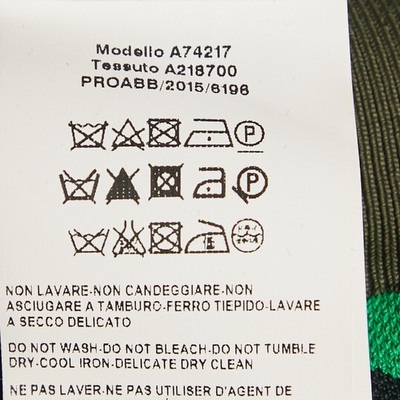 Modello A74217
Tessuto A218700
PROABB/2015/6196
P
P
NON LAVARE-NON CANDEGGIARE-NON
ASCIUGARE A TAMBURO-FERRO TIEPIDO-LAVARE
A SECCO DELICATO
DO NOT WASH-DO NOT BLEACH-DO NOT TUMBLE
DRY-COOL IRON-DELICATE DRY CLEAN
NE PAS LAVER-NE PAS UTILISER D'AGENT DE